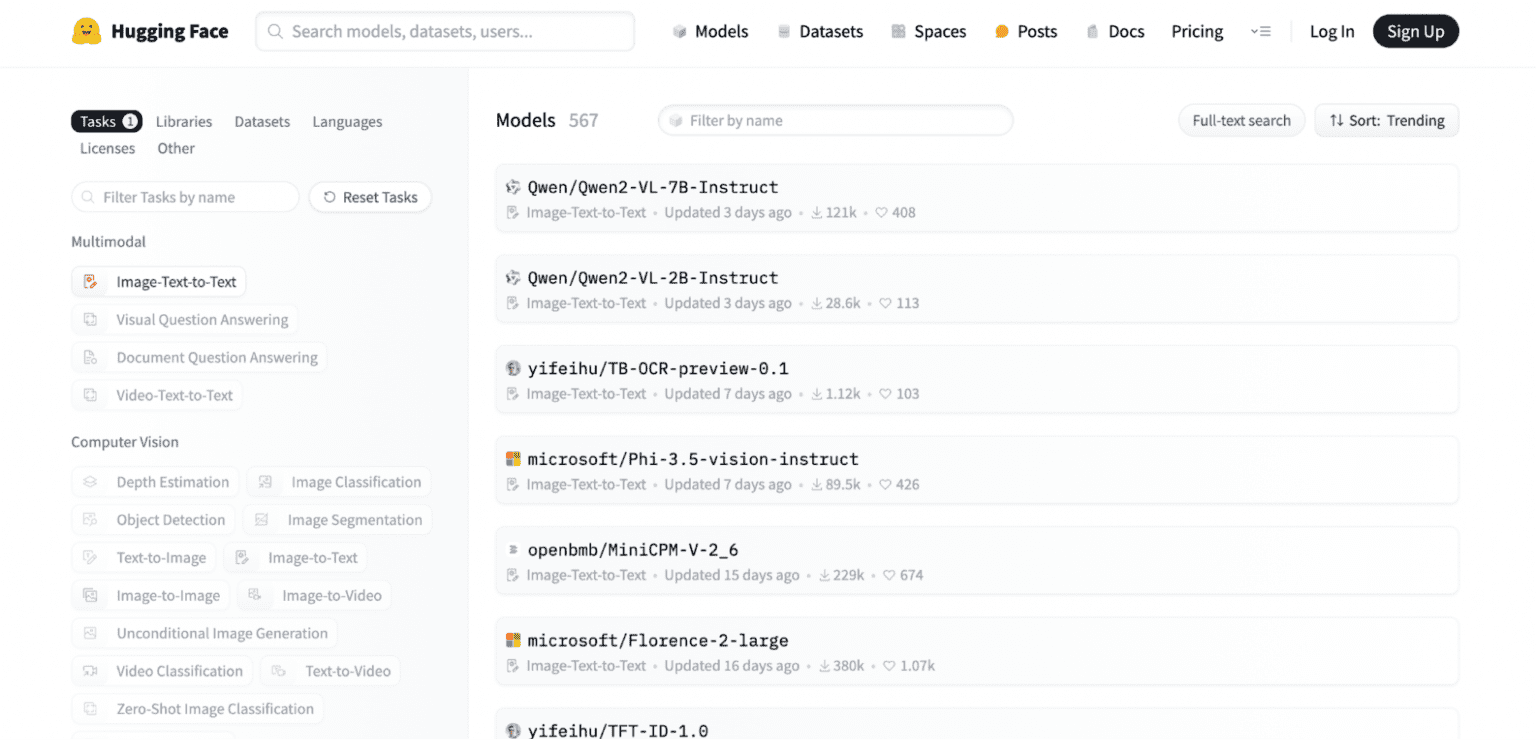 Hugging Face
Search models, datasets, users...
Models
Datasets
Spaces
Posts
Docs
Pricing
Log In
Sign Up
Tasks 1
Libraries
Datasets
Languages
Licenses
Other
Filter Tasks by name
Reset Tasks
Multimodal
Image-Text-to-Text
Visual Question Answering
Document Question Answering
Video-Text-to-Text
Computer Vision
Depth Estimation
Image Classification
Object Detection
Image Segmentation
Text-to-Image
Image-to-Text
Image-to-Image
Image-to-Video
Unconditional Image Generation
Video Classification
Text-to-Video
Zero-Shot Image Classification
Models 567
Filter by name
Full-text search
Sort: Trending
Qwen/Qwen2-VL-7B-Instruct
Image-Text-to-Text • Updated 3 days ago • 121k • 408
Qwen/Qwen2-VL-2B-Instruct
Image-Text-to-Text • Updated 3 days ago • 28.6k • 113
yifeihu/TB-OCR-preview-0.1
Image-Text-to-Text • Updated 7 days ago • 1.12k • 103
microsoft/Phi-3.5-vision-instruct
Image-Text-to-Text • Updated 7 days ago • 89.5k • 426
openbmb/MiniCPM-V-2_6
Image-Text-to-Text • Updated 15 days ago • 229k • 674
microsoft/Florence-2-large
Image-Text-to-Text • Updated 16 days ago • 380k • 1.07k
yifeihu/TFT-ID-1.0